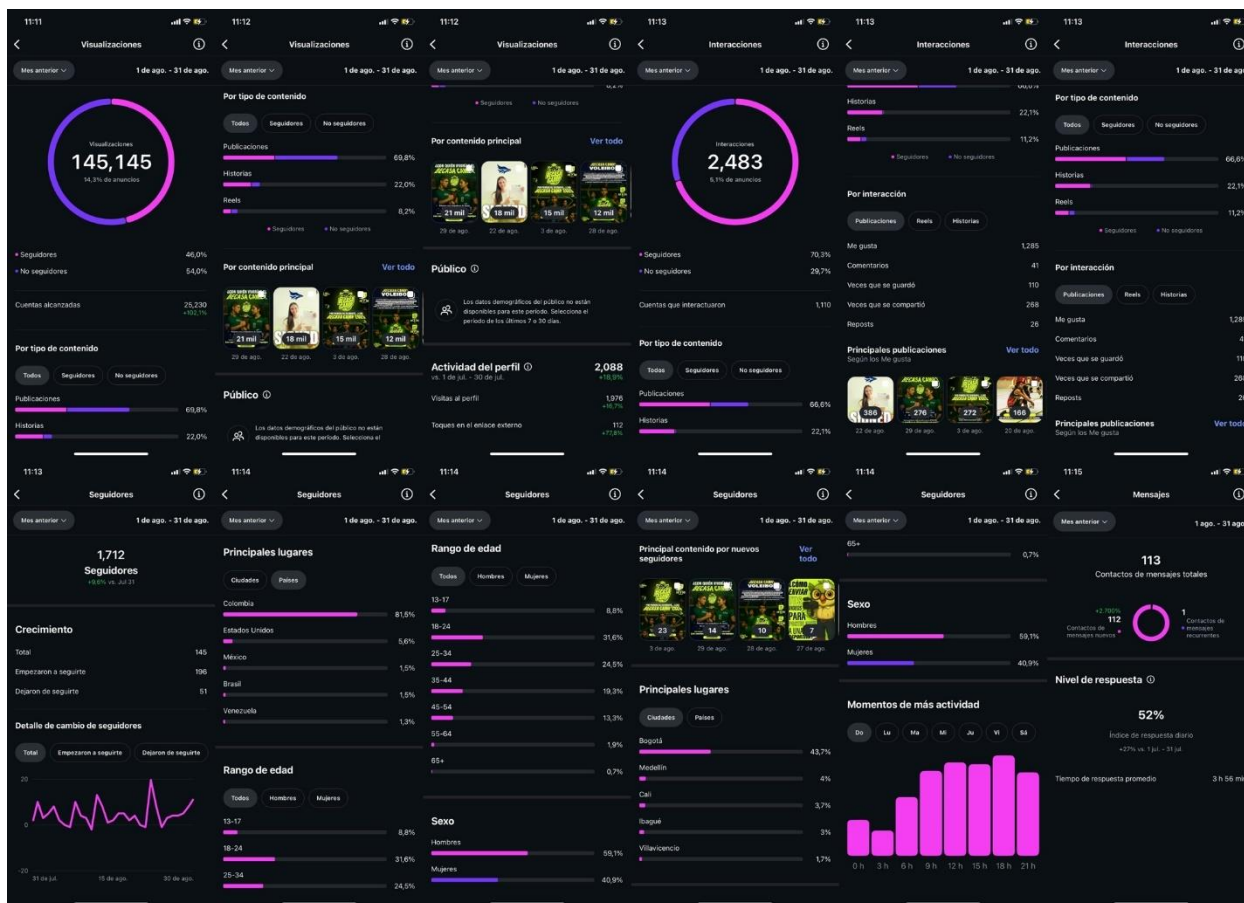 11:11
Visualizaciones
Mes anterior
1 de ago. - 31 de ago.
Visualizaciones
145,145
14,3% de anuncios
Seguidores 46,0%
No seguidores 54,0%
Cuentas alcanzadas 25,230
+102,1%
Por tipo de contenido
Todos Seguidores No seguidores
Publicaciones
69,8%
Historias
22,0%
11:12
Visualizaciones
Mes anterior
1 de ago. - 31 de ago.
Por tipo de contenido
Todos Seguidores No seguidores
Publicaciones
69,8%
Historias
22,0%
Reels
8,2%
Seguidores No seguidores
Por contenido principal Ver todo
21 mil 18 mil 15 mil 12 mil
29 de ago. 22 de ago. 3 de ago. 28 de ago.
Público
Los datos demográficos del público no están
disponibles para este periodo. Selecciona el
11:12
Visualizaciones
Mes anterior
1 de ago. - 31 de ago.
Seguidores No seguidores
Por contenido principal Ver todo
21 mil 18 mil 15 mil 12 mil
29 de ago. 22 de ago. 3 de ago. 28 de ago.
Público
Los datos demográficos del público no están
disponibles para este periodo. Selecciona el
periodo de los últimos 7 o 30 días.
Actividad del perfil 2,088
vs. 1 de jul. - 30 de jul. +18,9%
Visitas al perfil 1,976
+16,7%
Toques en el enlace externo 112
+77,8%
11:13
Interacciones
Mes anterior
1 de ago. - 31 de ago.
Interacciones
2,483
6,1% de anuncios
Seguidores 70,3%
No seguidores 29,7%
Cuentas que interactuaron 1,110
Por tipo de contenido
Todos Seguidores No seguidores
Publicaciones
66,6%
Historias
22,1%
11:13
Interacciones
Mes anterior
1 de ago. - 31 de ago.
Historias
22,1%
Reels
11,2%
Seguidores No seguidores
Por interacción
Publicaciones Reels Historias
Me gusta 1,285
Comentarios 41
Veces que se guardó 110
Veces que se compartió 268
Reposts 26
Principales publicaciones Ver todo
Según los Me gusta
386 276 272 166
22 de ago. 29 de ago. 3 de ago. 20 de ago.
11:13
Interacciones
Mes anterior
1 de ago. - 31 de ago.
Por tipo de contenido
Todos Seguidores No seguidores
Publicaciones
66,6%
Historias
22,1%
Reels
11,2%
Seguidores No seguidores
Por interacción
Publicaciones Reels Historias
Me gusta
Comentarios
Veces que se guardó
Veces que se compartió
Reposts
Principales publicaciones Ver todo
Según los Me gusta
11:13
Seguidores
Mes anterior
1 de ago. - 31 de ago.
1,712
Seguidores
+9,6% vs. Jul 31
Crecimiento
Total 145
Empezaron a seguirte 196
Dejaron de seguirte 51
Detalle de cambio de seguidores
Total Empezaron a seguirte Dejaron de seguirte
20
0
-20
31 de jul. 15 de ago. 30 de ago.
11:14
Seguidores
Mes anterior
1 de ago. - 31 de ago.
Principales lugares
Ciudades Países
Colombia
81,5%
Estados Unidos
5,6%
México
1,5%
Brasil
1,5%
Venezuela
1,3%
Rango de edad
Todos Hombres Mujeres
13-17
8,8%
18-24
31,6%
25-34
24,5%
11:14
Seguidores
Mes anterior
1 de ago. - 31 de ago.
Rango de edad
Todos Hombres Mujeres
13-17
8,8%
18-24
31,6%
25-34
24,5%
35-44
19,3%
45-54
13,3%
55-64
1,9%
65+
0,7%
Sexo
Hombres
59,1%
Mujeres
40,9%
11:14
Seguidores
Mes anterior
1 de ago. - 31 de ago.
Principal contenido por nuevos Ver
seguidores todo
23 14 10 7
3 de ago. 29 de ago. 28 de ago. 27 de ago.
Principales lugares
Ciudades Países
Bogotá
43,7%
Medellín
4%
Cali
3,7%
Ibagué
3%
Villavicencio
1,7%
11:14
Seguidores
Mes anterior
1 de ago. - 31 de ago.
65+
0,7%
Sexo
Hombres
59,1%
Mujeres
40,9%
Momentos de más actividad
Do Lu Ma Mi Ju Vi Sá
0 h 3 h 6 h 9 h 12 h 15 h 18 h 21 h
11:15
Mensajes
Mes anterior
1 ago. - 31 ago.
113
Contactos de mensajes totales
+2.700%
112
Contactos de
mensajes nuevos
1
Contactos de
mensajes
recurrentes
Nivel de respuesta
52%
Índice de respuesta diario
+27% vs. 1 jul. - 31 jul.
Tiempo de respuesta promedio 3 h 56 min